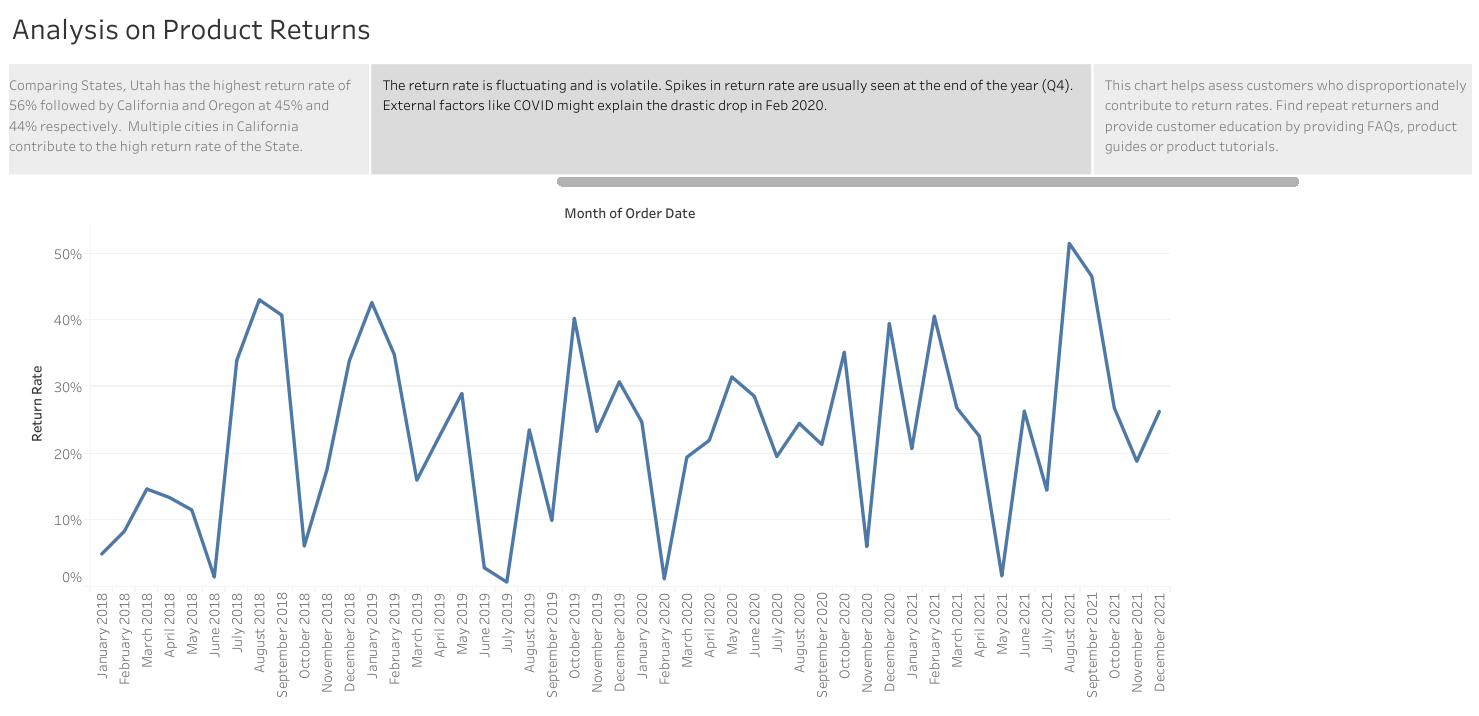 Analysis on Product Returns
Comparing States, Utah has the highest return rate of
56% followed by California and Oregon at 45% and
44% respectively.  Multiple cities in California
contribute to the high return rate of the State.
The return rate is fluctuating and is volatile. Spikes in return rate are usually seen at the end of the year (Q4).
External factors like COVID might explain the drastic drop in Feb 2020.
This chart helps asess customers who disproportionately
contribute to return rates. Find repeat returners and
provide customer education by providing FAQs, product
guides or product tutorials.
Month of Order Date
Return Rate
50%
40%
30%
20%
10%
0%
January 2018
February 2018
March 2018
April 2018
May 2018
June 2018
July 2018
August 2018
September 2018
October 2018
November 2018
December 2018
January 2019
February 2019
March 2019
April 2019
May 2019
June 2019
July 2019
August 2019
September 2019
October 2019
November 2019
December 2019
January 2020
February 2020
March 2020
April 2020
May 2020
June 2020
July 2020
August 2020
September 2020
October 2020
November 2020
December 2020
January 2021
February 2021
March 2021
April 2021
May 2021
June 2021
July 2021
August 2021
September 2021
October 2021
November 2021
December 2021